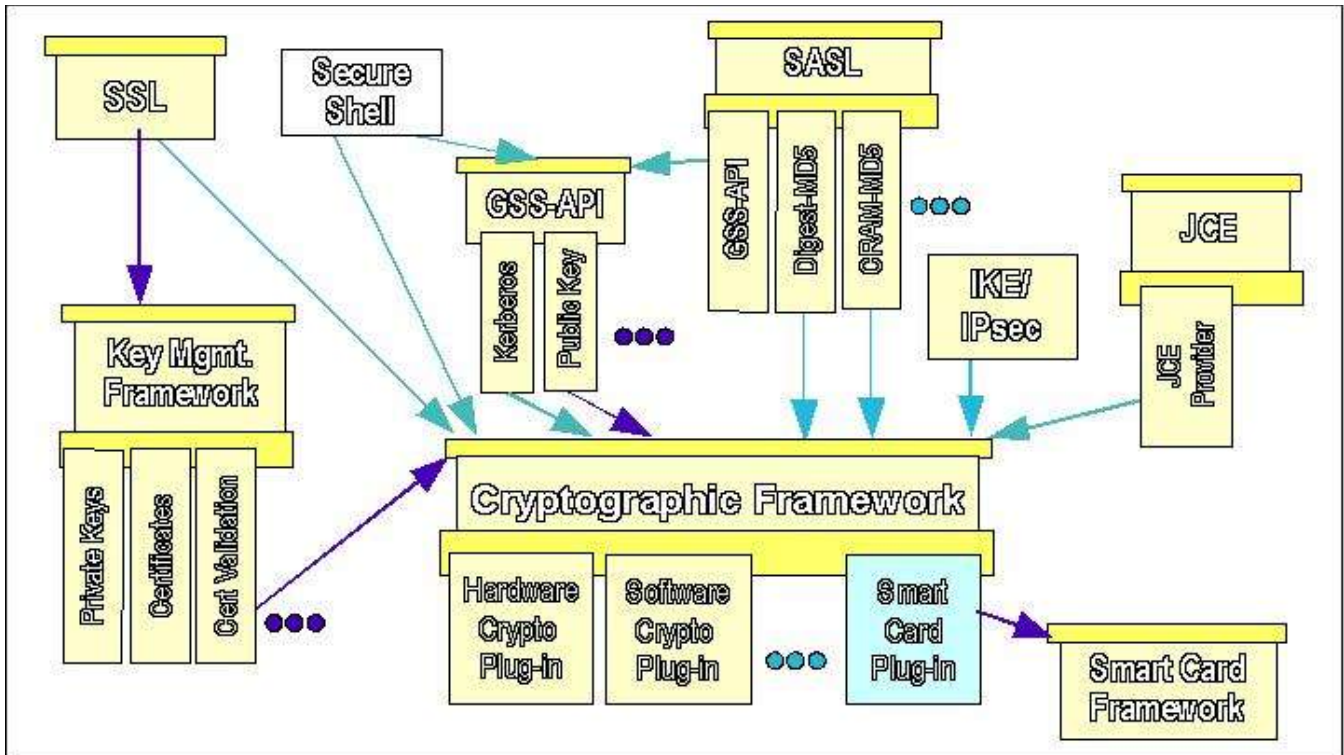 SSL
Secure
Shell
SASL
GSS-API
Digest-MD5
CRAM-MD5
GSS-API
Kerberos
Public Key
JCE
JCE
Provider
IKE/
IPsec
Key Mgmt.
Framework
Private Keys
Certificates
Cert Validation
Cryptographic Framework
Hardware
Crypto
Plug-in
Software
Crypto
Plug-in
Smart
Card
Plug-in
Smart Card
Framework